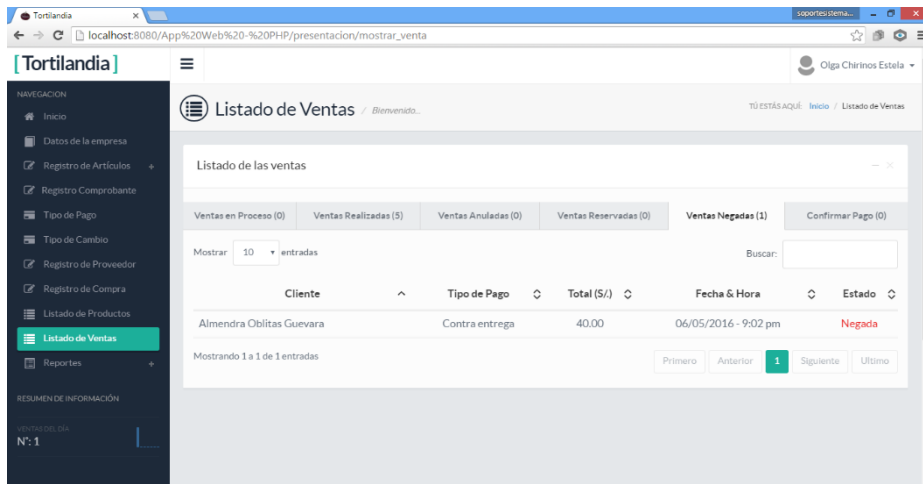 Tortilandia
soportesistema...
localhost:8080/App%20Web%20-%20PHP/presentacion/mostrar_venta
[Tortilandia]
Olga Chirinos Estela
NAVEGACION
Inicio
Datos de la empresa
Registro de Artículos +
Registro Comprobante
Tipo de Pago
Tipo de Cambio
Registro de Proveedor
Registro de Compra
Listado de Productos
Listado de Ventas
Reportes +
RESUMEN DE INFORMACIÓN
VENTAS DEL DÍA
N°: 1
Listado de Ventas / Bienvenido...
TÚ ESTÁS AQUÍ: Inicio / Listado de Ventas
Listado de las ventas
Ventas en Proceso (0) Ventas Realizadas (5) Ventas Anuladas (0) Ventas Reservadas (0) Ventas Negadas (1) Confirmar Pago (0)
Mostrar 10 entradas Buscar:
Cliente Tipo de Pago Total (S/.) Fecha & Hora Estado
Almendra Oblitas Guevara Contra entrega 40.00 06/05/2016 - 9:02 pm Negada
Mostrando 1 a 1 de 1 entradas
Primero Anterior 1 Siguiente Ultimo